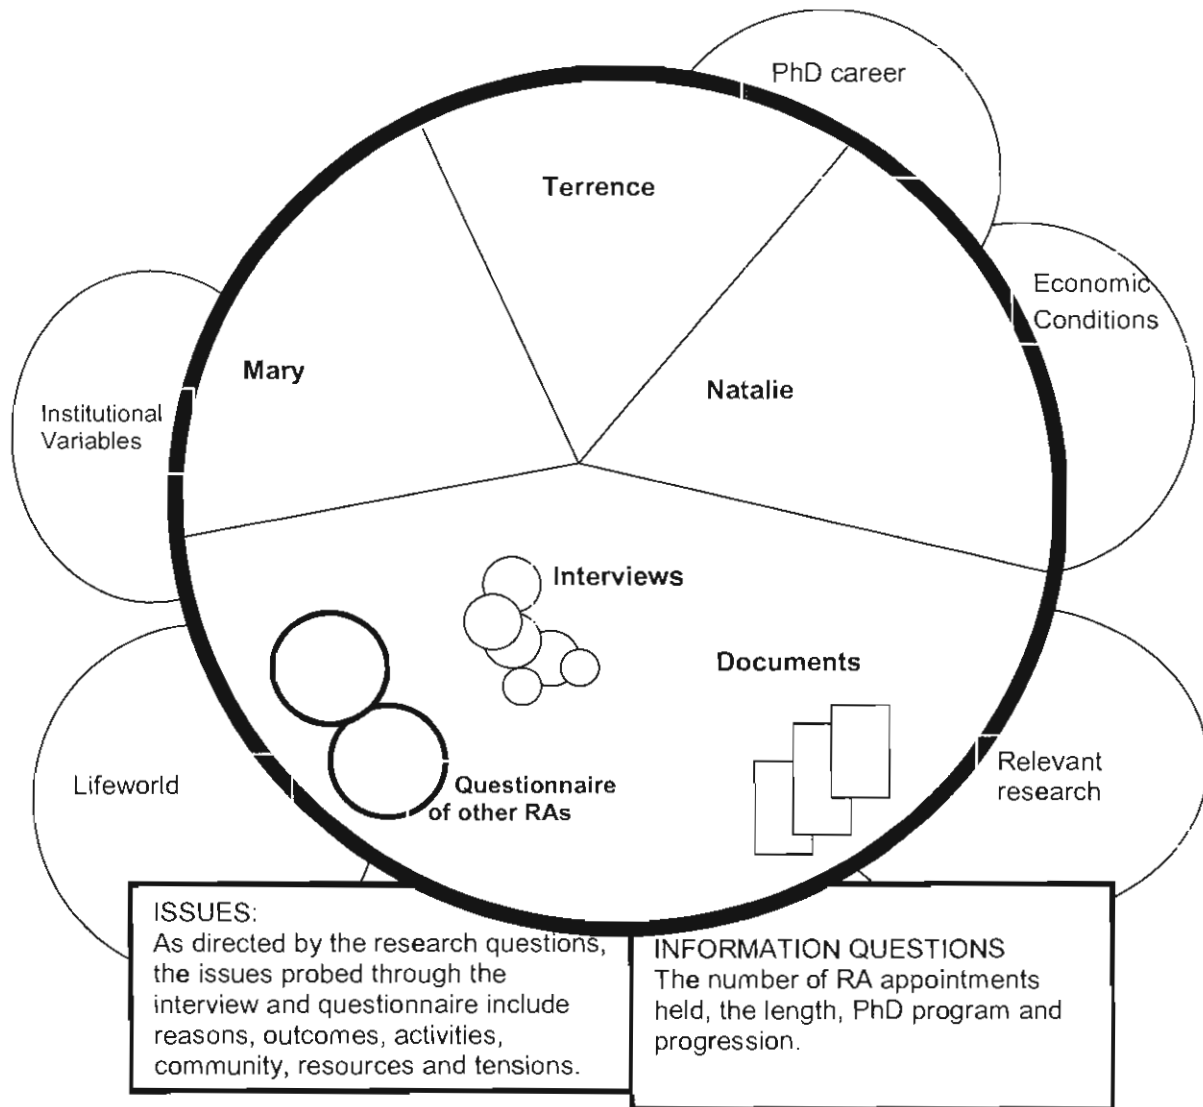 PhD career
Terrence
Economic
Conditions
Mary
Natalie
Institutional
Variables
Interviews
Documents
Lifeworld
Questionnaire
of other RAs
Relevant
research
ISSUES:
As directed by the research questions,
the issues probed through the
interview and questionnaire include
reasons, outcomes, activities,
community, resources and tensions.
INFORMATION QUESTIONS
The number of RA appointments
held, the length, PhD program and
progression.